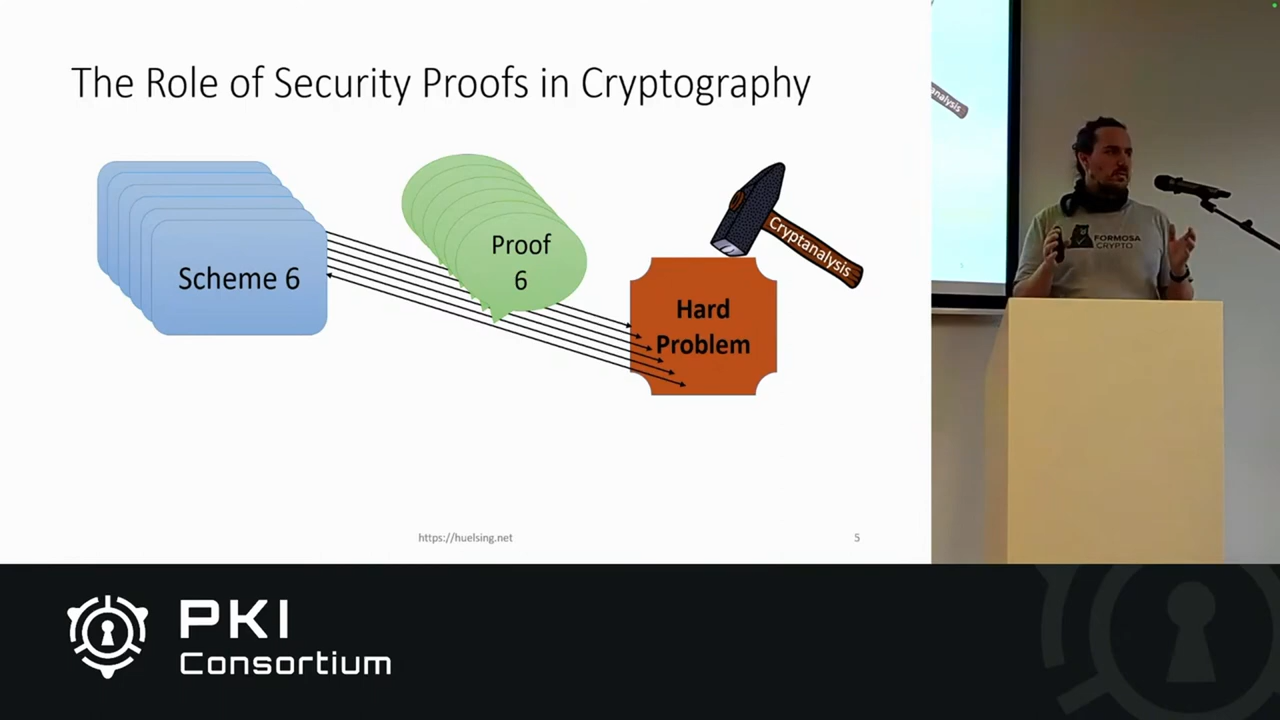 The Role of Security Proofs in Cryptography
Scheme 6
Proof
6
Cryptanalysis
Hard
Problem
https://huelsing.net
5
analysis
FORMOSA
CRYPTO
PKI
Consortium